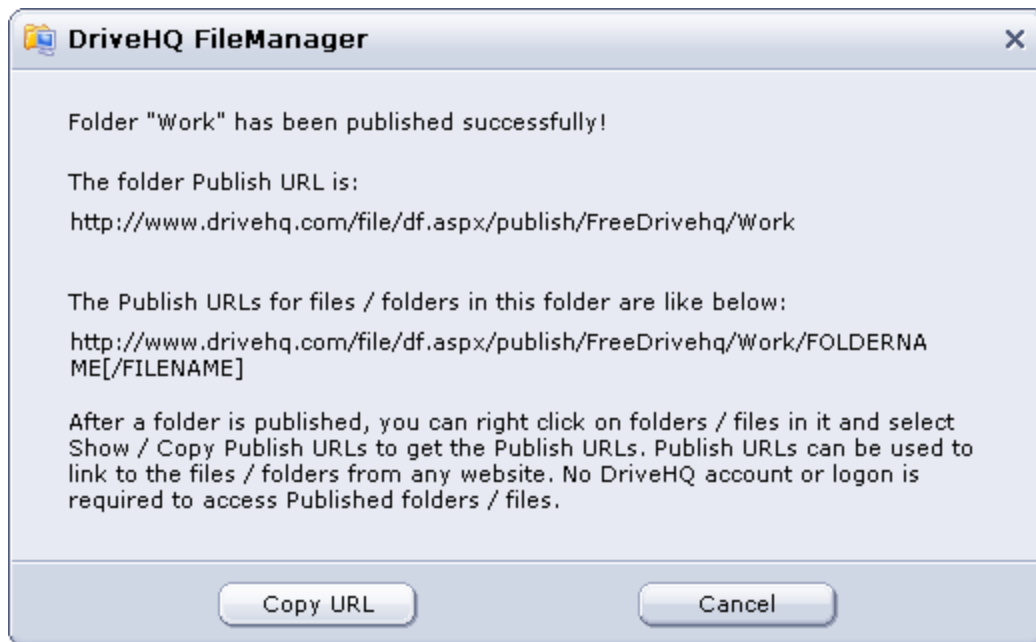 DriveHQ FileManager
Folder "Work" has been published successfully!
The folder Publish URL is:
http://www.drivehq.com/file/df.aspx/publish/FreeDrivehq/Work
The Publish URLs for files / folders in this folder are like below:
http://www.drivehq.com/file/df.aspx/publish/FreeDrivehq/Work/FOLDERNA
ME[/FILENAME]
After a folder is published, you can right click on folders / files in it and select
Show / Copy Publish URLs to get the Publish URLs. Publish URLs can be used to
link to the files / folders from any website. No DriveHQ account or logon is
required to access Published folders / files.
Copy URL
Cancel